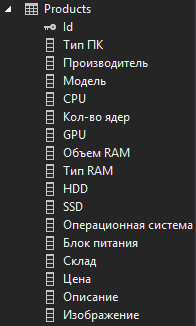 Products
Id
Тип ПК
Производитель
Модель
CPU
Кол-во ядер
GPU
Объем RAM
Тип RAM
HDD
SSD
Операционная система
Блок питания
Склад
Цена
Описание
Изображение